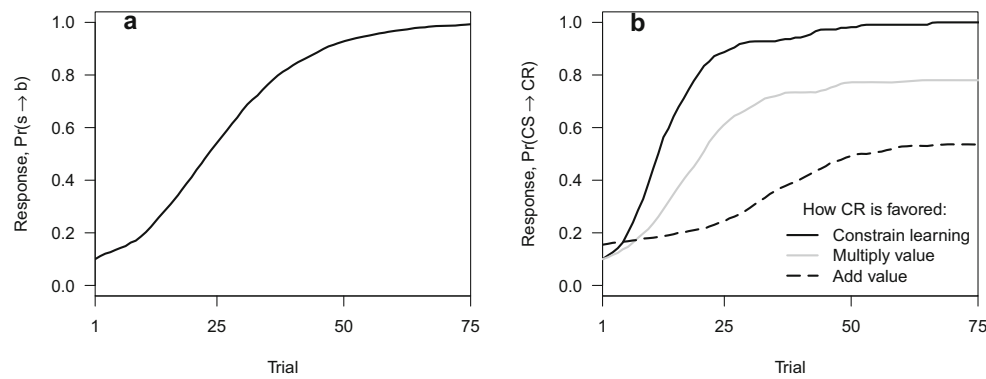 a
1.0
0.8
0.6
0.4
0.2
0.0
Response, Pr(s → b)
1
25
50
75
Trial
b
1.0
0.8
0.6
0.4
0.2
0.0
Response, Pr(CS → CR)
How CR is favored:
Constrain learning
Multiply value
Add value
1
25
50
75
Trial